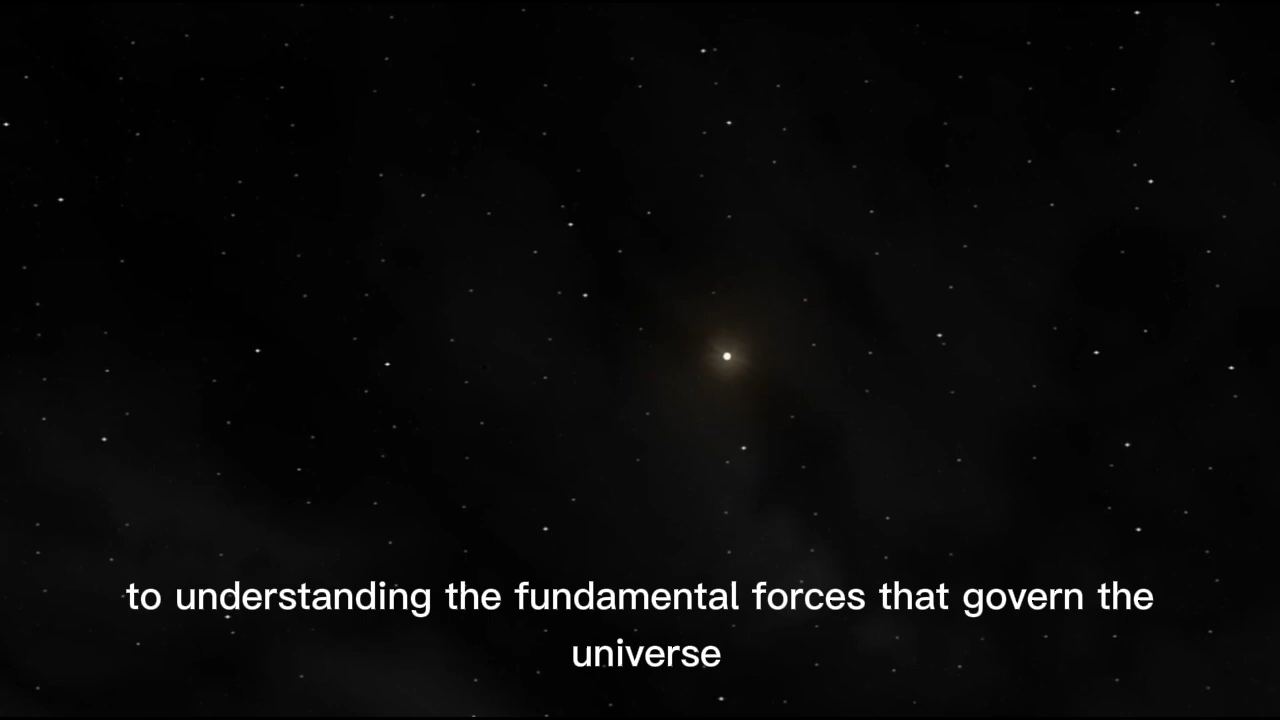 to understanding the fundamental forces that govern the
universe